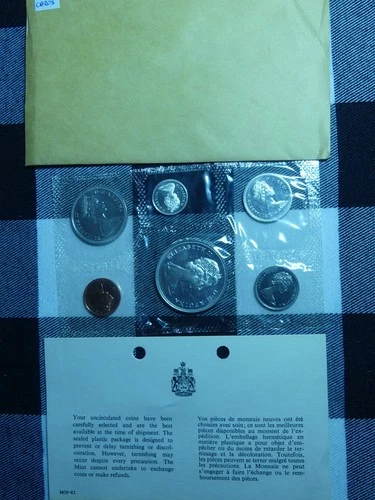 ELIZABETH
Your uncirculated coins have been
carefully selected and are the best
available at the time of shipment. The
sealed plastic package is designed to
prevent or delay tarnishing or discol-
oration. However, tarnishing may
occur despite every precaution. The
Mint cannot undertake to exchange
coins or make refunds.
Vos pièces de monnaie neuves ont été
choisies avec soin; ce sont les meilleures
pièces disponibles au moment de l'ex-
pédition. L'emballage hermétique en
matière plastique a pour but d'em-
pêcher ou du moins de retarder le ter-
nissage et la décoloration. Toutefois,
les pièces peuvent se ternir malgré toutes
les précautions. La Monnaie ne peut
s'engager à faire l'échange ou le rem-
boursement des pièces.